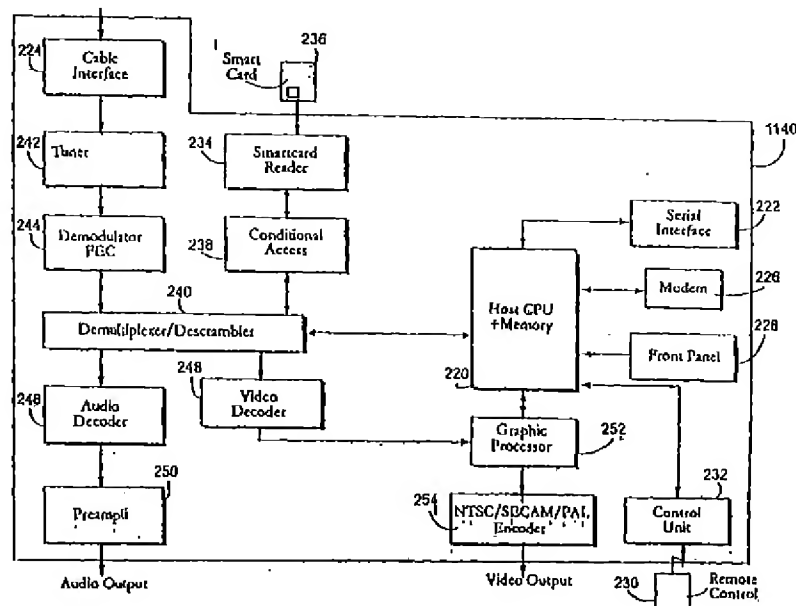 224
Cable
Interface
Smart
Card
236
242
Tuner
234
Smartcard
Reader
1140
244
Demodulator
FEC
238
Conditional
Access
Serial
Interface
222
240
Demultiplexer/Descrambler
Host CPU
+Memory
220
Modem
226
Front Panel
228
248
Audio
Decoder
248
Video
Decoder
Graphic
Processor
252
250
Preampli
254
NTSC/SECAM/PAL
Encoder
232
Control
Unit
Audio Output
Video Output
230
Remote
Control